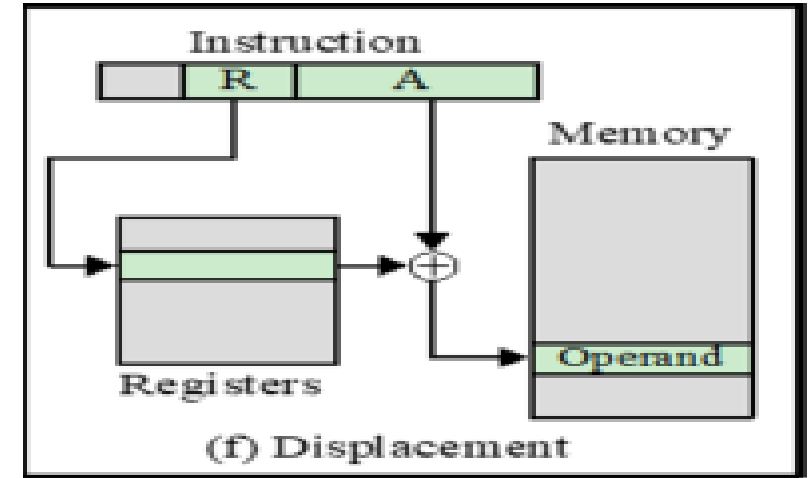 Instruction
R A
Memory
Operand
Registers
(f) Displacement